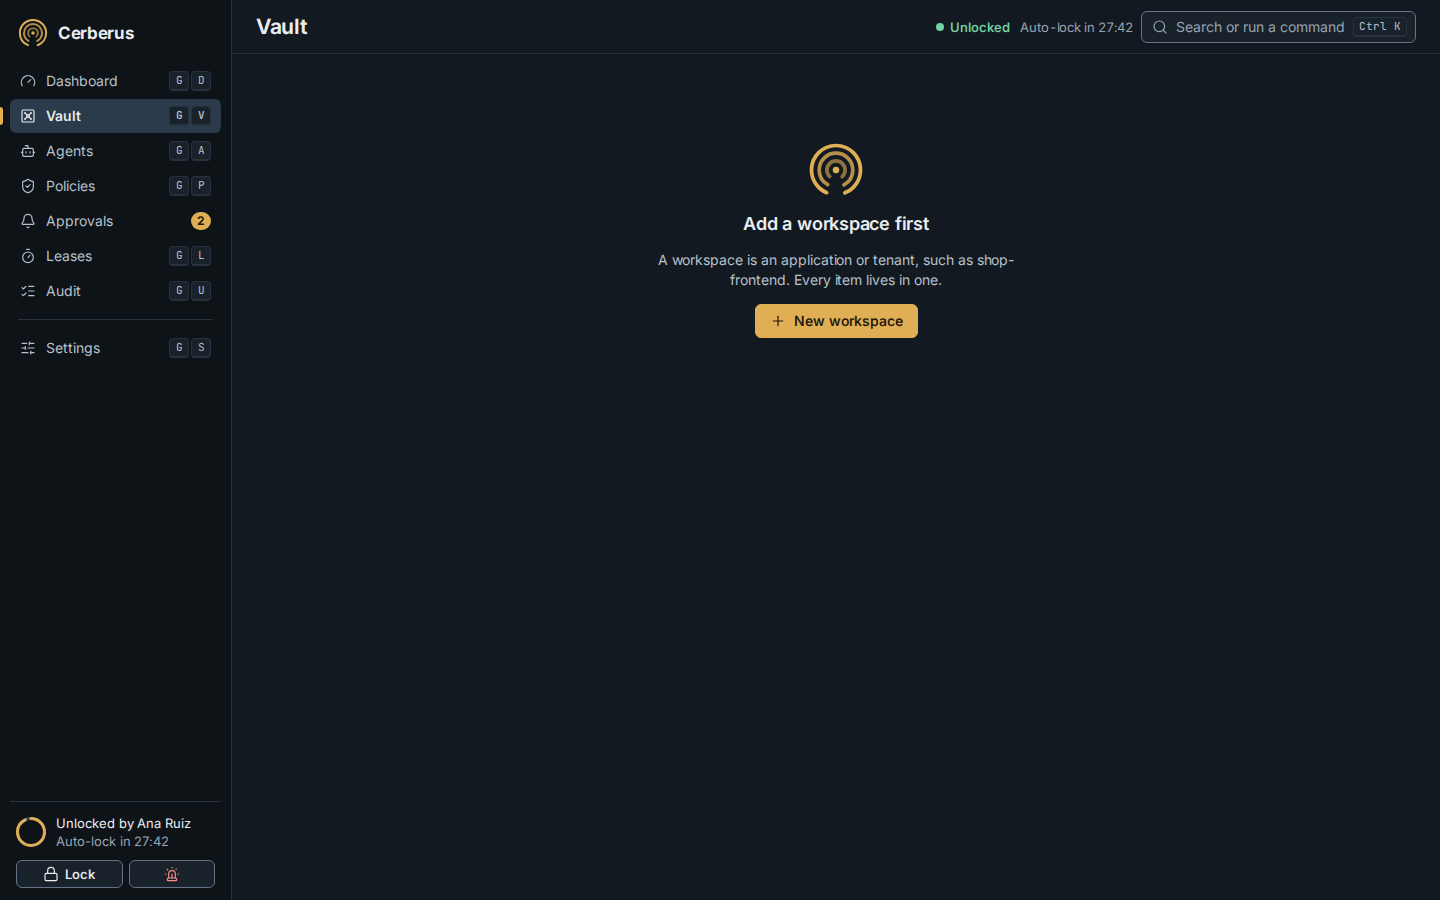 Cerberus
Dashboard G D
Vault G V
Agents G A
Policies G P
Approvals 2
Leases G L
Audit G U
Settings G S
Unlocked by Ana Ruiz
Auto-lock in 27:42
Lock
Vault
Unlocked Auto-lock in 27:42 Search or run a command Ctrl K
Add a workspace first
A workspace is an application or tenant, such as shop-
frontend. Every item lives in one.
New workspace